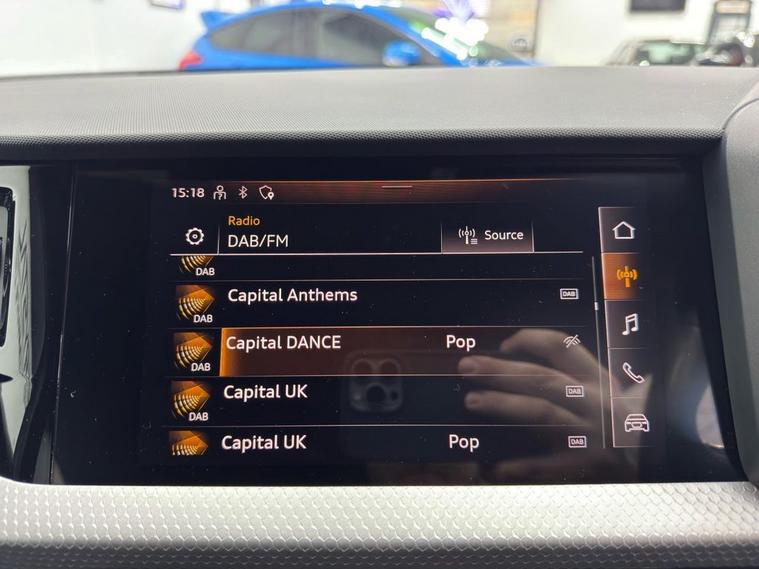 15:18
Radio
DAB/FM
Source
DAB
Capital Anthems
DAB
DAB
Capital DANCE
Pop
DAB
Capital UK
DAB
DAB
Capital UK
Pop
DAB